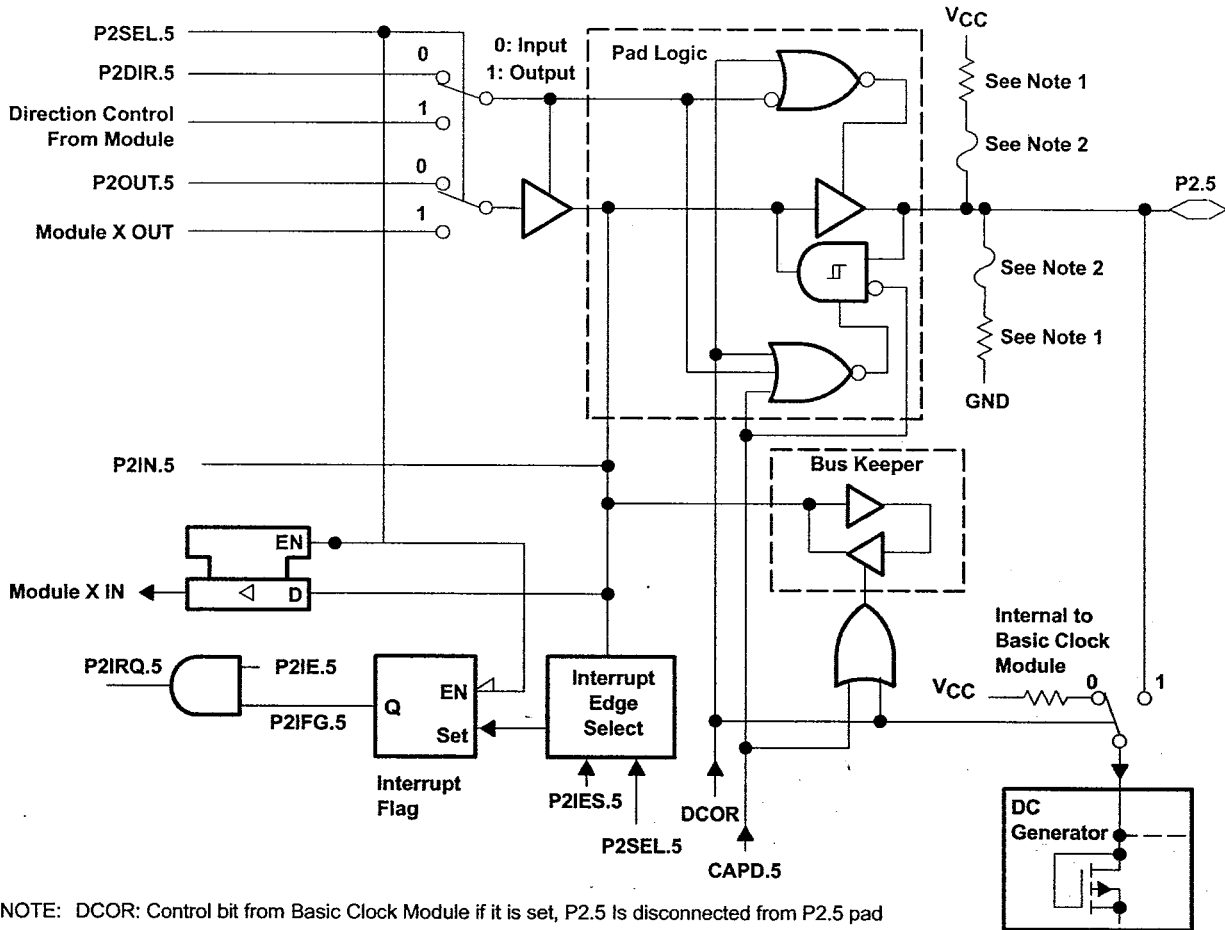 P2SEL.5
P2DIR.5
Direction Control
From Module
P2OUT.5
Module X OUT
0
1
0
1
0: Input
1: Output
Pad Logic
VCC
See Note 1
See Note 2
P2.5
See Note 2
See Note 1
GND
P2IN.5
Bus Keeper
EN
D
Module X IN
P2IRQ.5
P2IE.5
P2IFG.5
Q
EN
Set
Interrupt
Flag
Interrupt
Edge
Select
P2IES.5
P2SEL.5
DCOR
CAPD.5
Internal to
Basic Clock
Module
VCC
0
1
DC
Generator
NOTE: DCOR: Control bit from Basic Clock Module if it is set, P2.5 Is disconnected from P2.5 pad